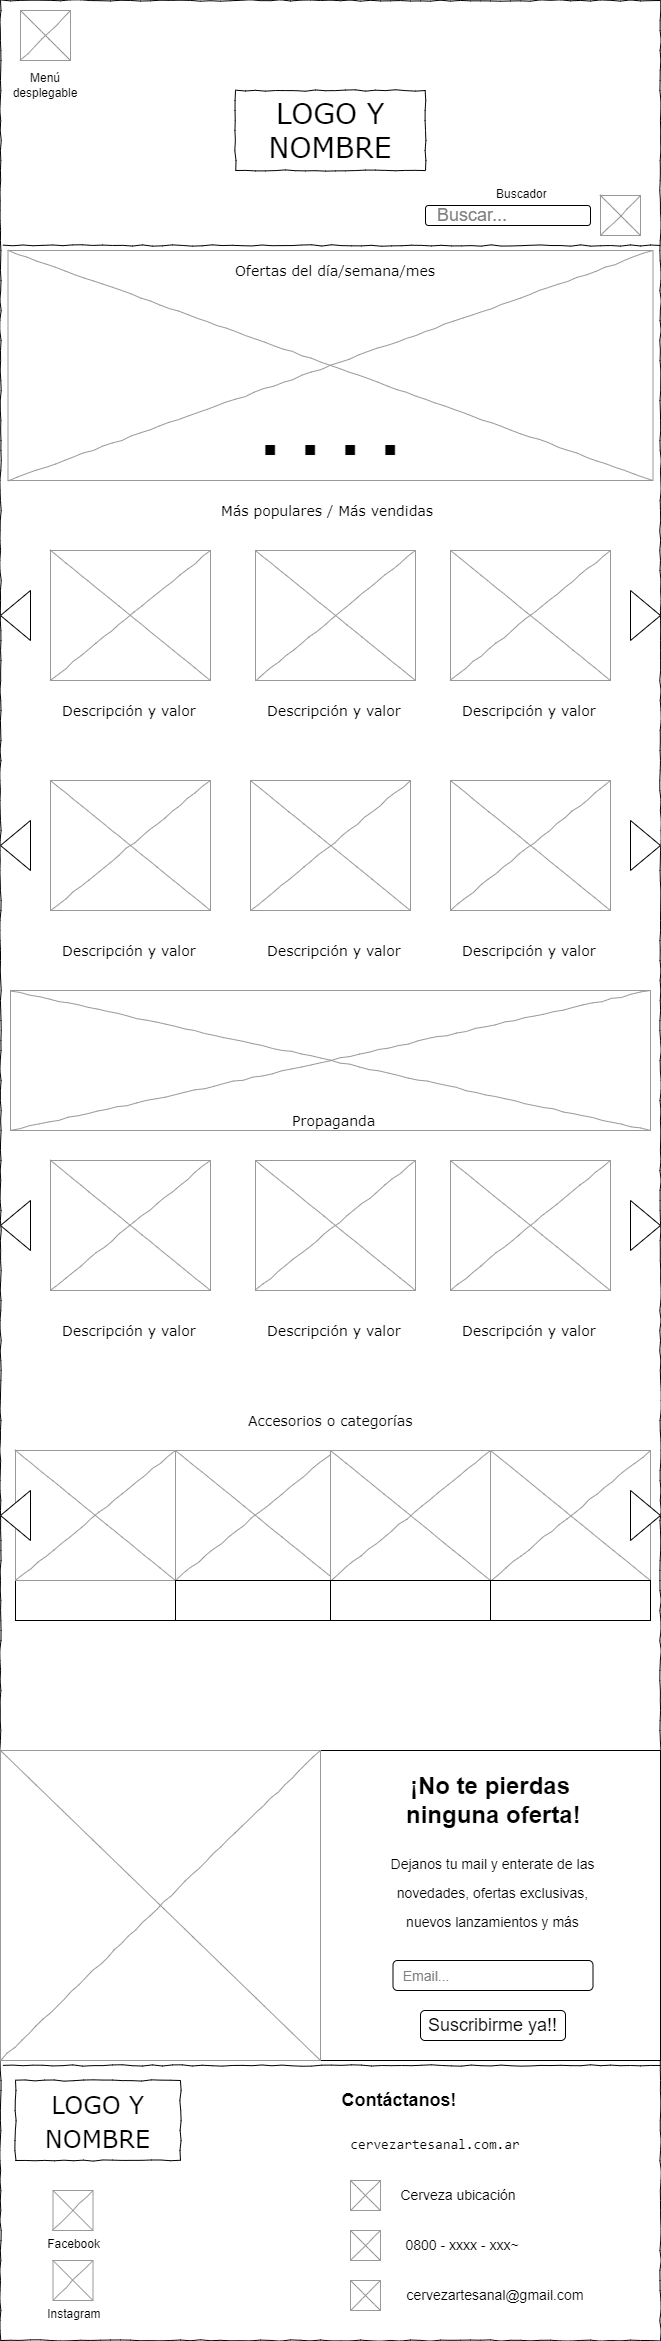 Menú
desplegable
LOGO Y
NOMBRE
Buscador
Buscar...
Ofertas del día/semana/mes
Más populares / Más vendidas
Descripción y valor
Descripción y valor
Descripción y valor
Descripción y valor
Descripción y valor
Descripción y valor
Propaganda
Descripción y valor
Descripción y valor
Descripción y valor
Accesorios o categorías
¡No te pierdas
ninguna oferta!
Dejanos tu mail y enterate de las
novedades, ofertas exclusivas,
nuevos lanzamientos y más
Email...
Suscribirme ya!!
LOGO Y
NOMBRE
Facebook
Instagram
Contáctanos!
cervezartesanal.com.ar
Cerveza ubicación
0800 - xxxx - xxx~
cervezartesanal@gmail.com